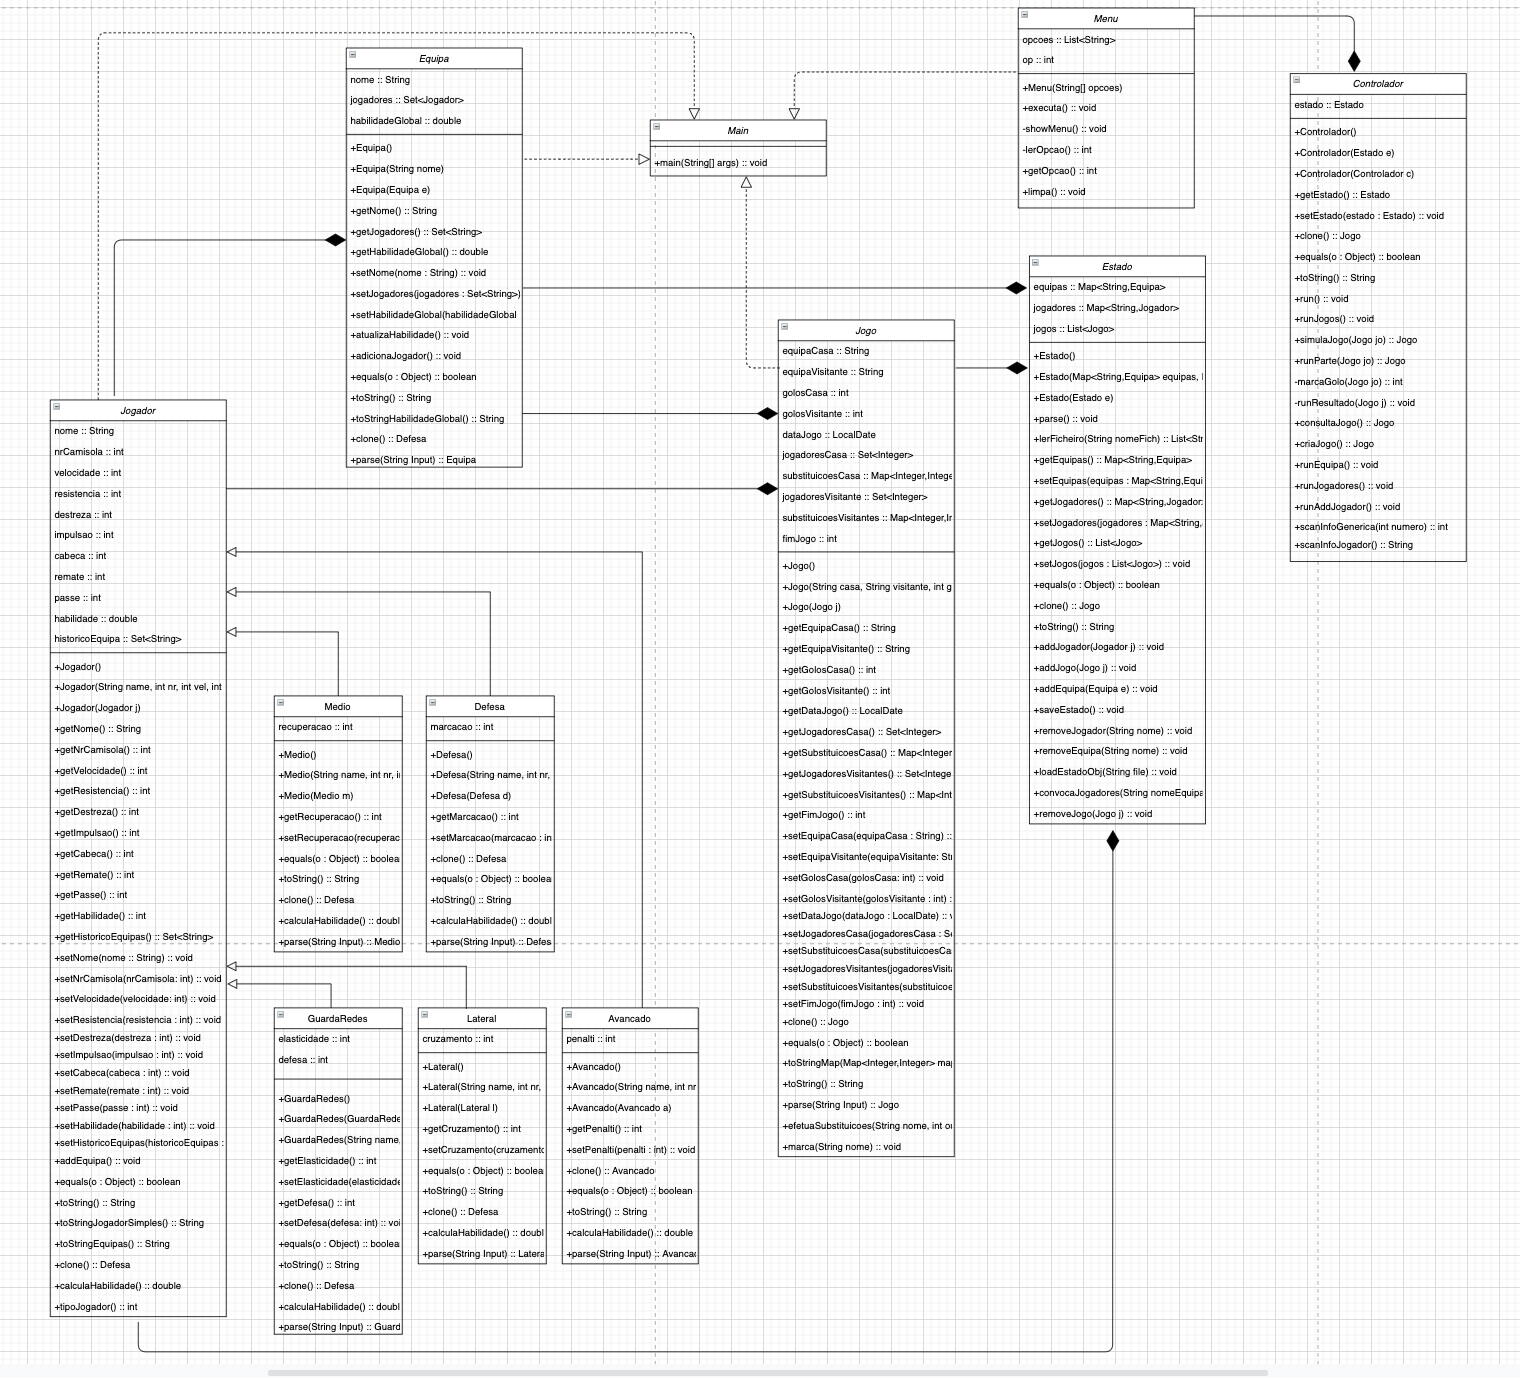 Menu
opcoes :: List<String>
op :: int
+Menu(String[] opcoes)
+executa() :: void
-showMenu() :: void
-lerOpcao() :: int
+getOpcao() :: int
+limpa() :: void
Equipa
nome :: String
jogadores :: Set<Jogador>
habilidadeGlobal :: double
+Equipa()
+Equipa(String nome)
+Equipa(Equipa e)
+getNome() :: String
+getJogadores() :: Set<String>
+getHabilidadeGlobal() :: double
+setNome(nome : String) :: void
+setJogadores(jogadores : Set<String>)
+setHabilidadeGlobal(habilidadeGlobal
+atualizaHabilidade() :: void
+adicionaJogador() :: void
+equals(o : Object) :: boolean
+toString() :: String
+toStringHabilidadeGlobal() :: String
+clone() :: Defesa
+parse(String Input) :: Equipa
Main
+main(String[] args) :: void
Controlador
estado :: Estado
+Controlador()
+Controlador(Estado e)
+Controlador(Controlador c)
+getEstado() :: Estado
+setEstado(estado : Estado) :: void
+clone() :: Jogo
+equals(o : Object) :: boolean
+toString() :: String
+run() :: void
+runJogos() :: void
+simulaJogo(Jogo jo) :: Jogo
+runParte(Jogo jo) :: Jogo
-marcaGolo(Jogo jo) :: int
-runResultado(Jogo j) :: void
+consultaJogo() :: Jogo
+criaJogo() :: Jogo
+runEquipa() :: void
+runJogadores() :: void
+runAddJogador() :: void
+scanInfoGenerica(int numero) :: int
+scanInfoJogador() :: String
Estado
equipas :: Map<String,Equipa>
jogadores :: Map<String,Jogador>
jogos :: List<Jogo>
+Estado()
+Estado(Map<String,Equipa> equipas, 
+Estado(Estado e)
+parse() :: void
+lerFicheiro(String nomeFich) :: List<Str
+getEquipas() :: Map<String,Equipa>
+setEquipas(equipas : Map<String,Equi
+getJogadores() :: Map<String,Jogador
+setJogadores(jogadores : Map<String,
+getJogos() :: List<Jogo>
+setJogos(jogos : List<Jogo>) :: void
+equals(o : Object) :: boolean
+clone() :: Jogo
+toString() :: String
+addJogador(Jogador j) :: void
+addJogo(Jogo j) :: void
+addEquipa(Equipa e) :: void
+saveEstado() :: void
+removeJogador(String nome) :: void
+removeEquipa(String nome) :: void
+loadEstadoObj(String file) :: void
+convocaJogadores(String nomeEquipa
+removeJogo(Jogo j) :: void
Jogo
equipaCasa :: String
equipaVisitante :: String
golosCasa :: int
golosVisitante :: int
dataJogo :: LocalDate
jogadoresCasa :: Set<Integer>
substituicoesCasa :: Map<Integer,Intege
jogadoresVisitante :: Set<Integer>
substituicoesVisitantes :: Map<Integer,Ir
fimJogo :: int
+Jogo()
+Jogo(String casa, String visitante, int g
+Jogo(Jogo j)
+getEquipaCasa() :: String
+getEquipaVisitante() :: String
+getGolosCasa() :: int
+getGolosVisitante() :: int
+getDataJogo() :: LocalDate
+getJogadoresCasa() :: Set<Integer>
+getSubstituicoesCasa() :: Map<Integer
+getJogadoresVisitantes() :: Set<Intege
+getSubstituicoesVisitantes() :: Map<Int
+getFimJogo() :: int
+setEquipaCasa(equipaCasa : String) ::
+setEquipaVisitante(equipaVisitante: Str
+setGolosCasa(golosCasa: int) :: void
+setGolosVisitante(golosVisitante : int) :
+setDataJogo(dataJogo : LocalDate) :: v
+setJogadoresCasa(jogadoresCasa : Se
+setSubstituicoesCasa(substituicoesCa
+setJogadoresVisitantes(jogadoresVisita
+setSubstituicoesVisitantes(substituicoe
+setFimJogo(fimJogo : int) :: void
+clone() :: Jogo
+equals(o : Object) :: boolean
+toStringMap(Map<Integer,Integer> map
+toString() :: String
+parse(String Input) :: Jogo
+efetuaSubstituicoes(String nome, int ou
+marca(String nome) :: void
Jogador
nome :: String
nrCamisola :: int
velocidade :: int
resistencia :: int
destreza :: int
impulsao :: int
cabeca :: int
remate :: int
passe :: int
habilidade :: double
historicoEquipa :: Set<String>
+Jogador()
+Jogador(String name, int nr, int vel, int
+Jogador(Jogador j)
+getNome() :: String
+getNrCamisola() :: int
+getVelocidade() :: int
+getResistencia() :: int
+getDestreza() :: int
+getImpulsao() :: int
+getCabeca() :: int
+getRemate() :: int
+getPasse() :: int
+getHabilidade() :: int
+getHistoricoEquipas() :: Set<String>
+setNome(nome :: String) :: void
+setNrCamisola(nrCamisola: int) :: void
+setVelocidade(velocidade: int) :: void
+setResistencia(resistencia : int) :: void
+setDestreza(destreza : int) :: void
+setImpulsao(impulsao : int) :: void
+setCabeca(cabeca : int) :: void
+setRemate(remate : int) :: void
+setPasse(passe : int) :: void
+setHabilidade(habilidade : int) :: void
+setHistoricoEquipas(historicoEquipas :
+addEquipa() :: void
+equals(o : Object) :: boolean
+toString() :: String
+toStringJogadorSimples() :: String
+toStringEquipas() :: String
+clone() :: Defesa
+calculaHabilidade() :: double
+tipoJogador() :: int
Medio
recuperacao :: int
+Medio()
+Medio(String name, int nr, i
+Medio(Medio m)
+getRecuperacao() :: int
+setRecuperacao(recuperac
+equals(o : Object) :: boolea
+toString() :: String
+clone() :: Defesa
+calculaHabilidade() :: doubl
+parse(String Input) :: Medio
Defesa
marcacao :: int
+Defesa()
+Defesa(String name, int nr,
+Defesa(Defesa d)
+getMarcacao() :: int
+setMarcacao(marcacao : in
+clone() :: Defesa
+equals(o : Object) :: boolea
+toString() :: String
+calculaHabilidade() :: doubl
+parse(String Input) :: Defes
GuardaRedes
elasticidade :: int
defesa :: int
+GuardaRedes()
+GuardaRedes(GuardaRede
+GuardaRedes(String name,
+getElasticidade() :: int
+setElasticidade(elasticidade
+getDefesa() :: int
+setDefesa(defesa: int) :: voi
+equals(o : Object) :: boolea
+toString() :: String
+clone() :: Defesa
+calculaHabilidade() :: doubl
+parse(String Input) :: Guard
Lateral
cruzamento :: int
+Lateral()
+Lateral(String name, int nr,
+Lateral(Lateral l)
+getCruzamento() :: int
+setCruzamento(cruzamento
+equals(o : Object) :: boolea
+toString() :: String
+clone() :: Defesa
+calculaHabilidade() :: doubl
+parse(String Input) :: Latera
Avancado
penalti :: int
+Avancado()
+Avancado(String name, int nr
+Avancado(Avancado a)
+getPenalti() :: int
+setPenalti(penalti : int) :: void
+clone() :: Avancado
+equals(o : Object) :: boolean
+toString() :: String
+calculaHabilidade() :: double
+parse(String Input) :: Avancad